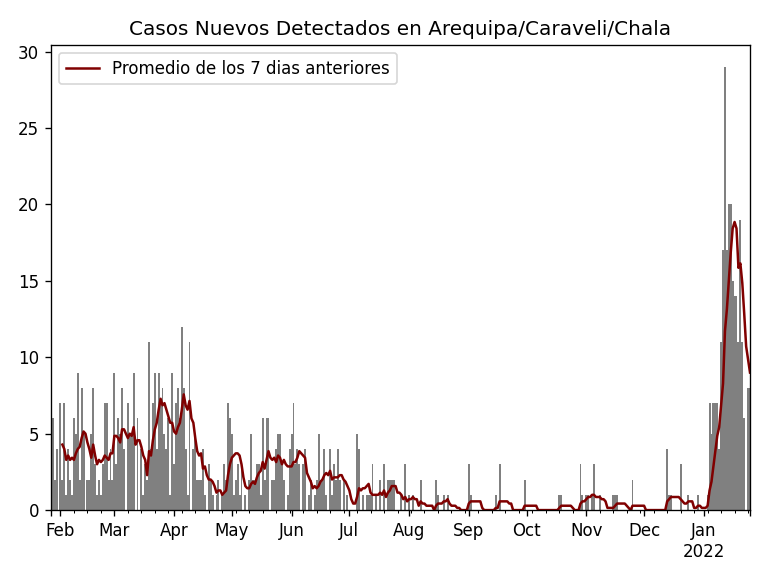 Casos Nuevos Detectados en Arequipa/Caraveli/Chala
Promedio de los 7 dias anteriores
30
25
20
15
10
5
0
Feb Mar Apr May Jun Jul Aug Sep Oct Nov Dec Jan
2022